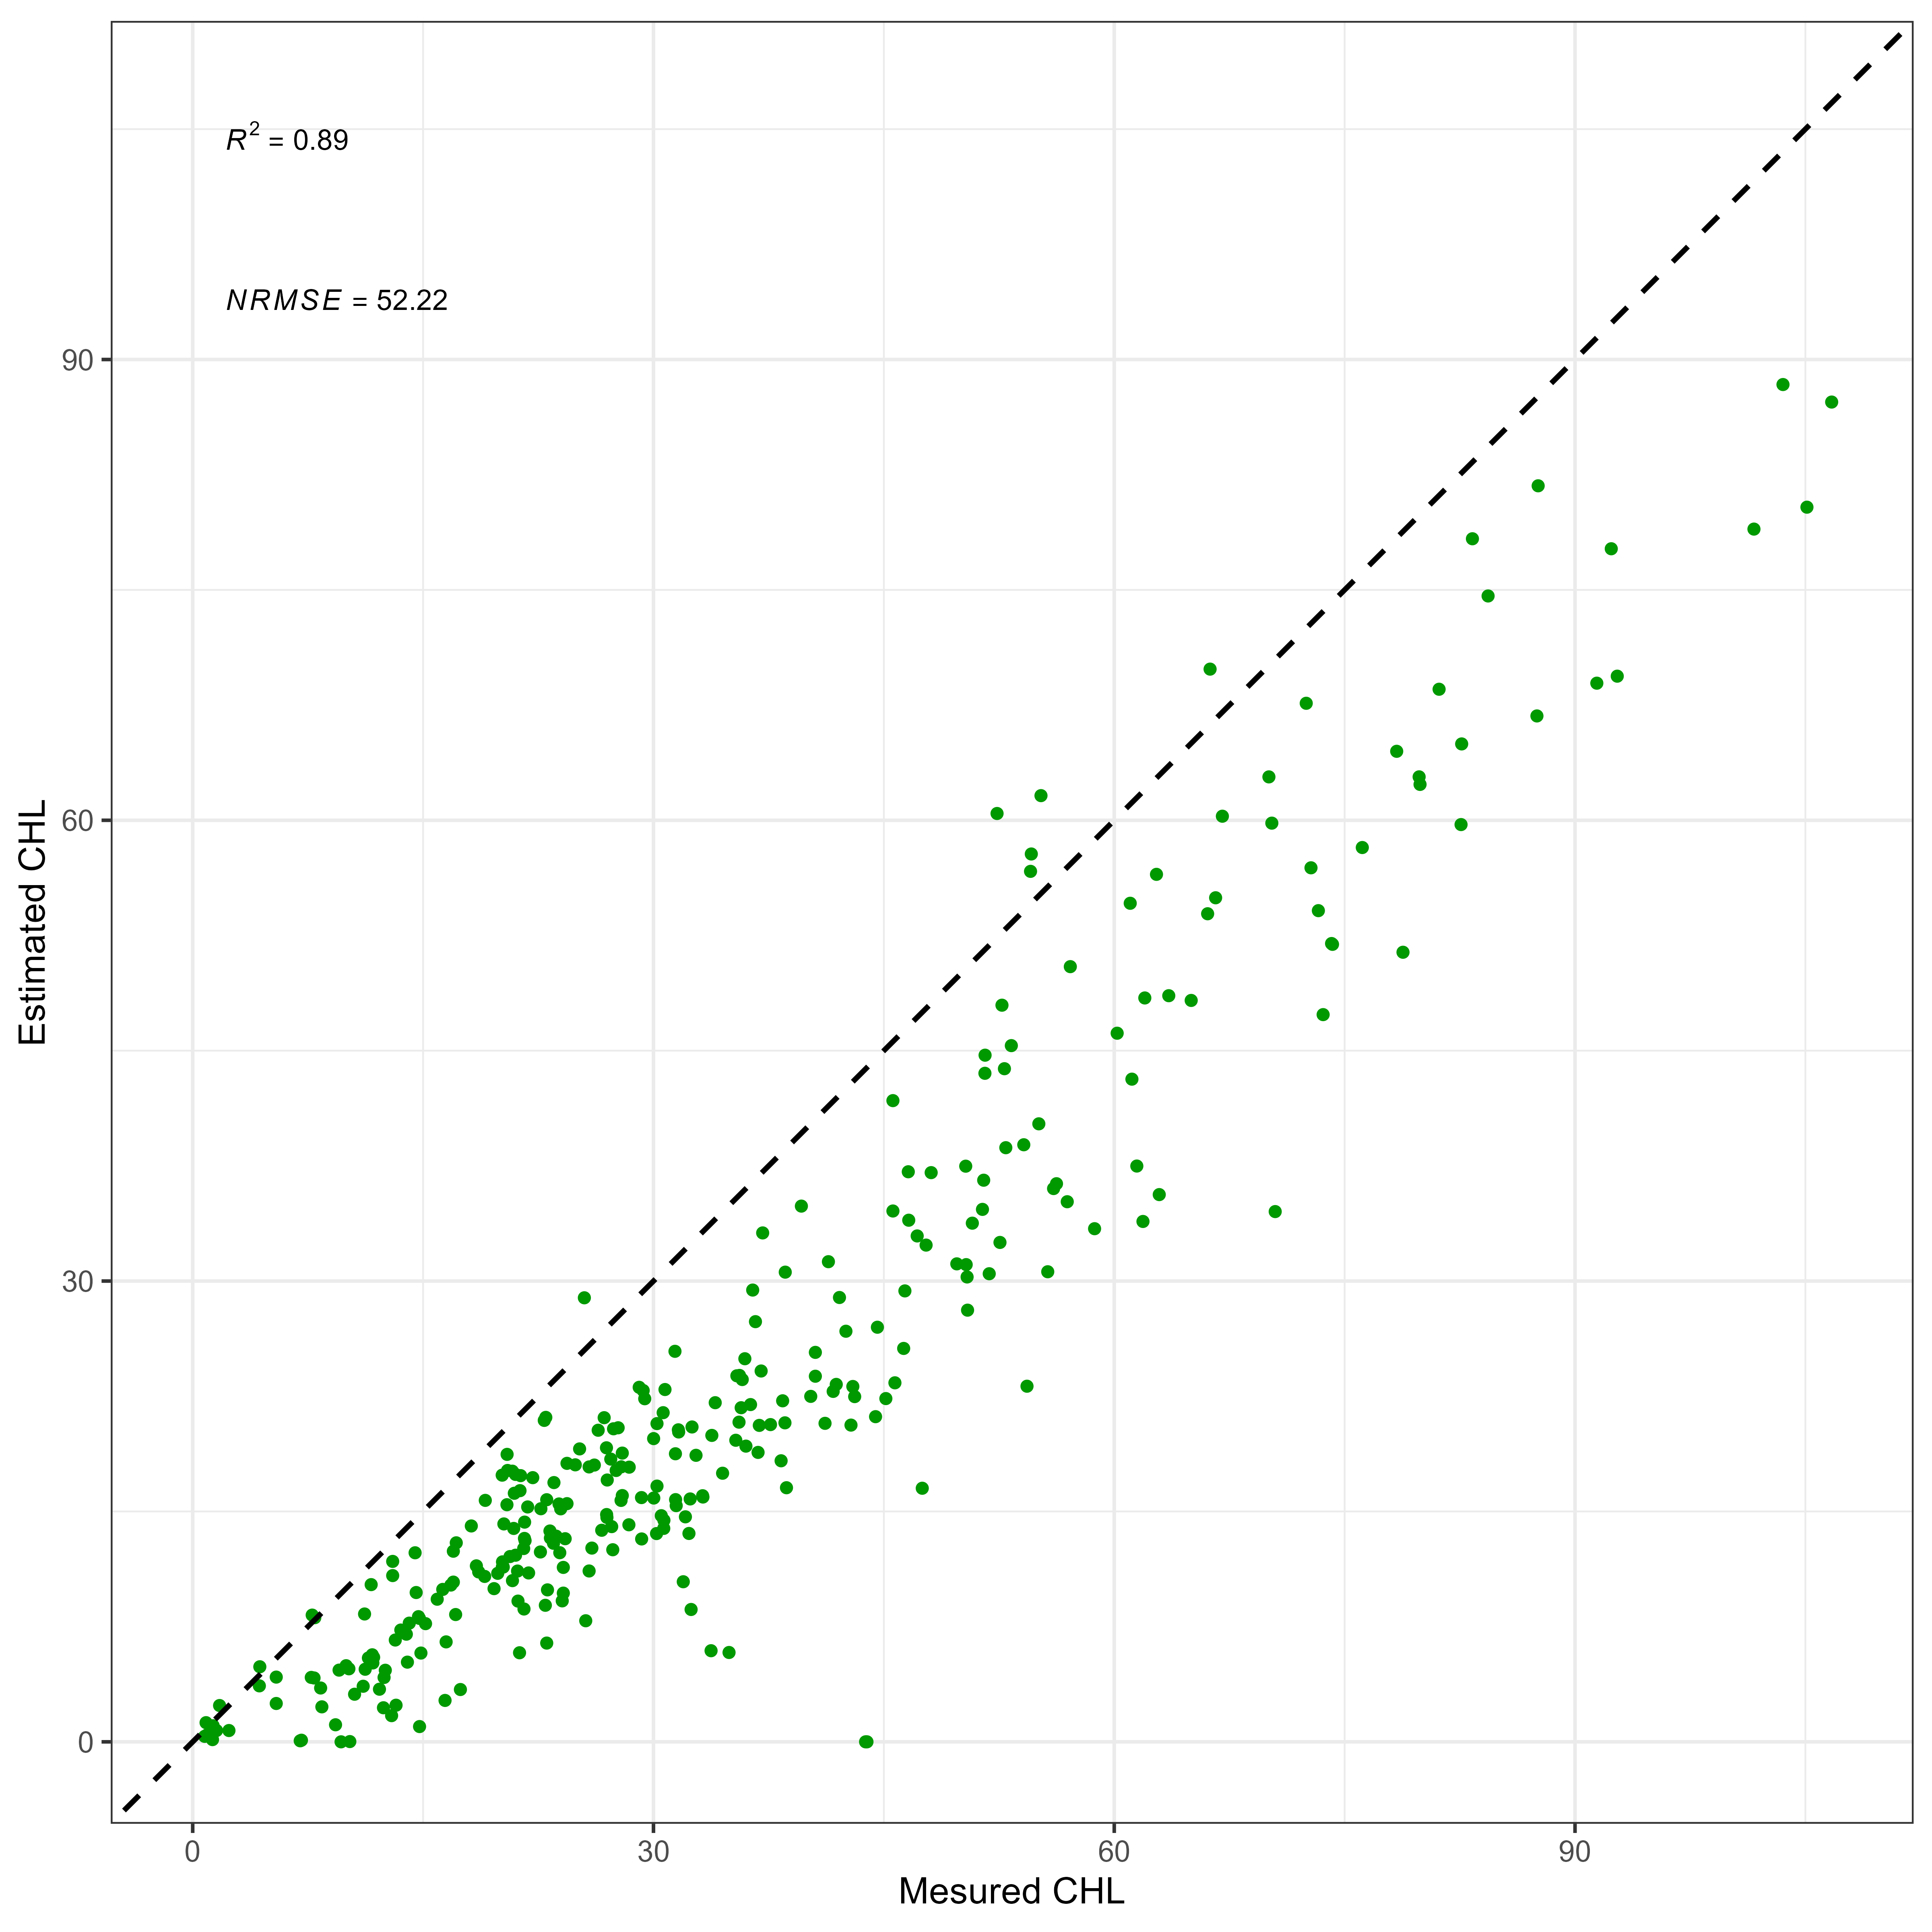 R² = 0.89
NRMSE = 52.22
90
60
30
0
Estimated CHL
0 30 60 90
Mesured CHL